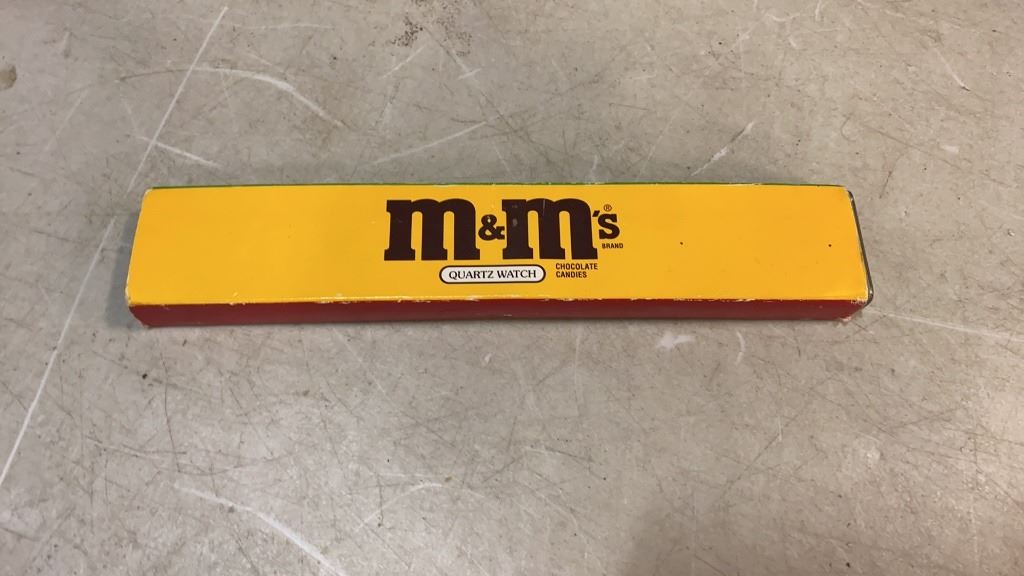 m&m's®
BRAND
QUARTZ WATCH
CHOCOLATE
CANDIES